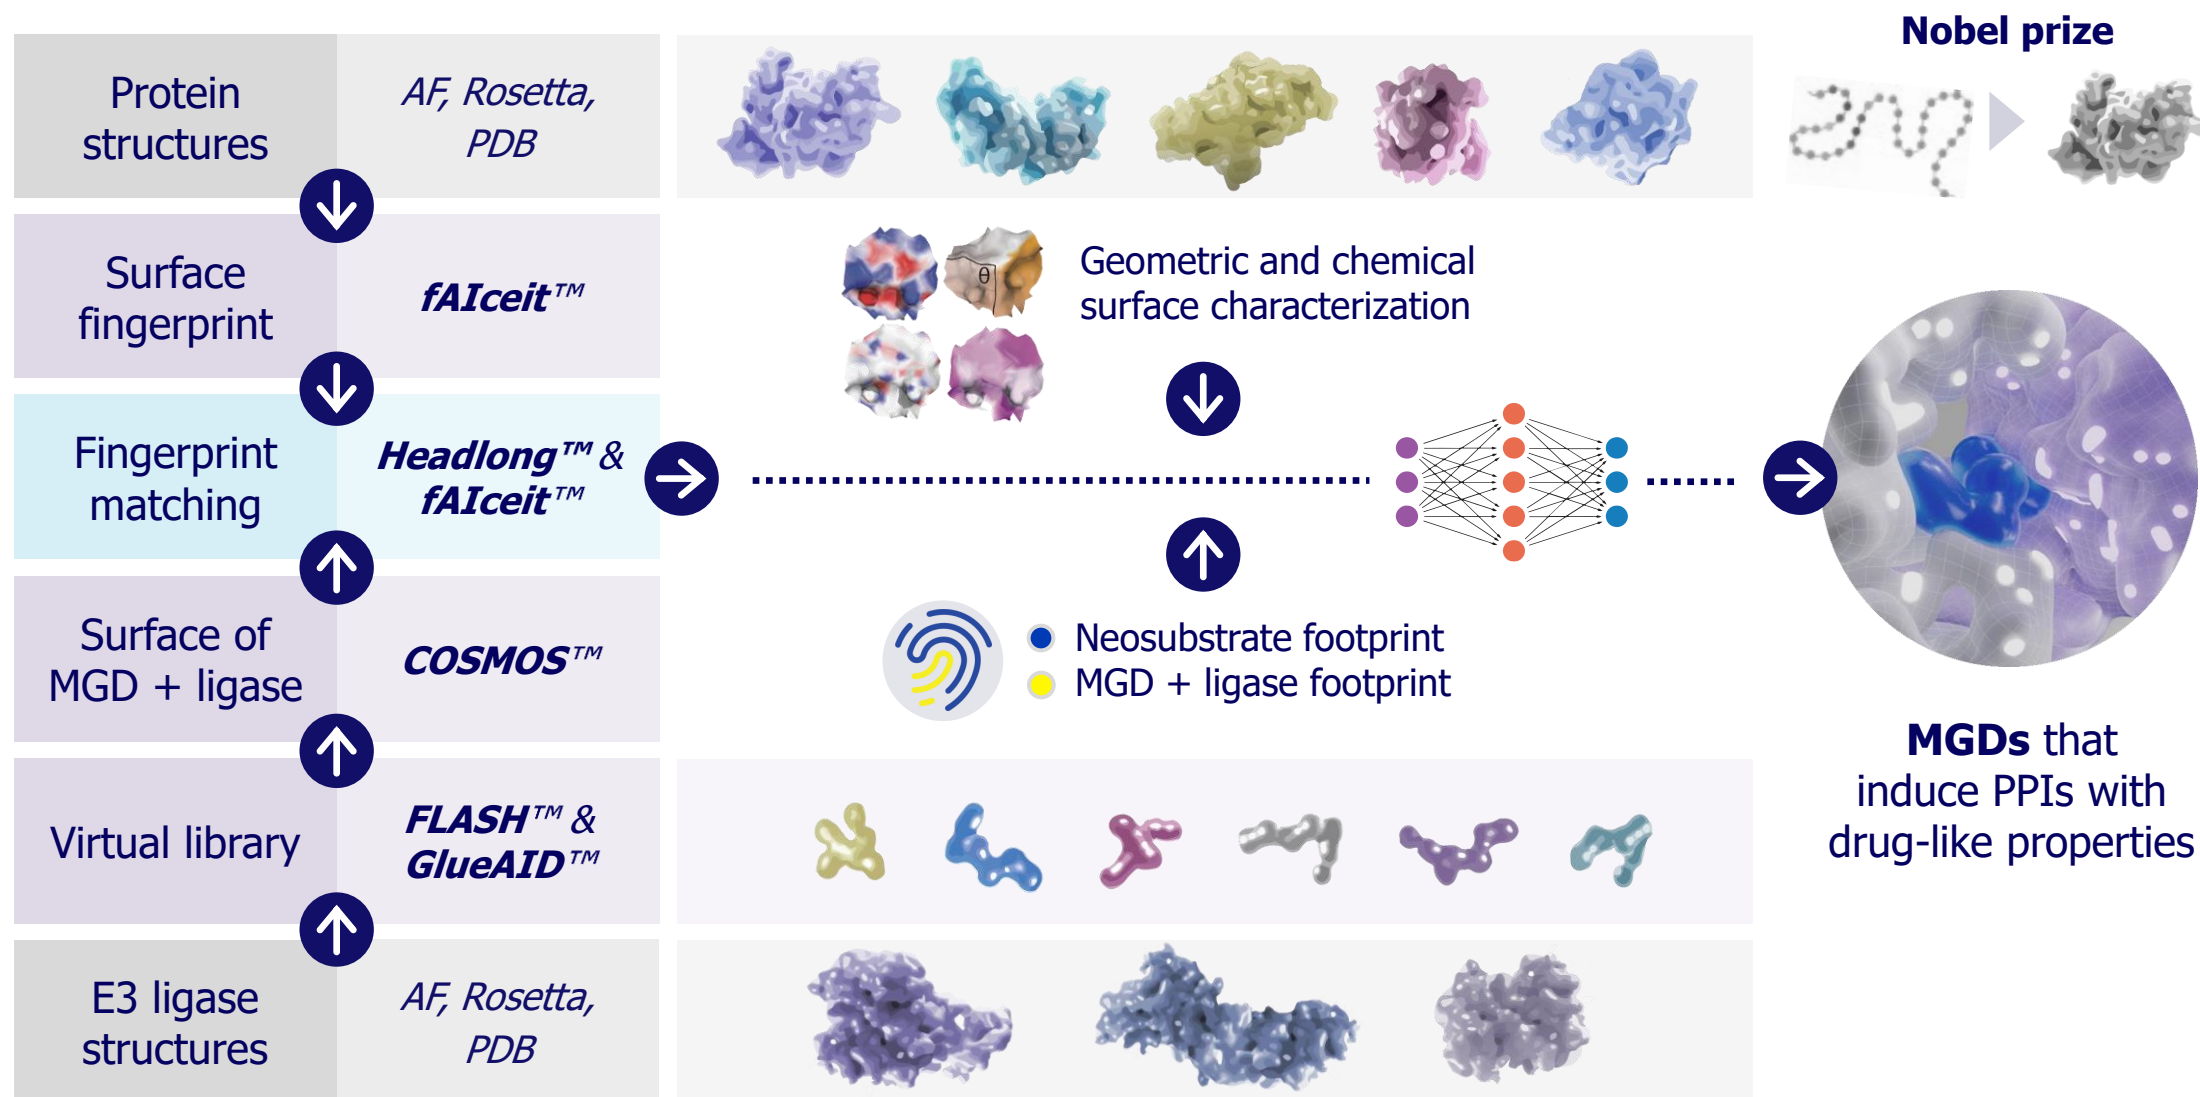 Nobel prize
Protein
structures
AF, Rosetta,
PDB
Surface
fingerprint
fAIceit™
Geometric and chemical
surface characterization
θ
Fingerprint
matching
Headlong™ &
fAIceit™
Surface of
MGD + ligase
COSMOS™
Neosubstrate footprint
MGD + ligase footprint
Virtual library
FLASH™ &
GlueAID™
MGDs that
induce PPIs with
drug-like properties
E3 ligase
structures
AF, Rosetta,
PDB